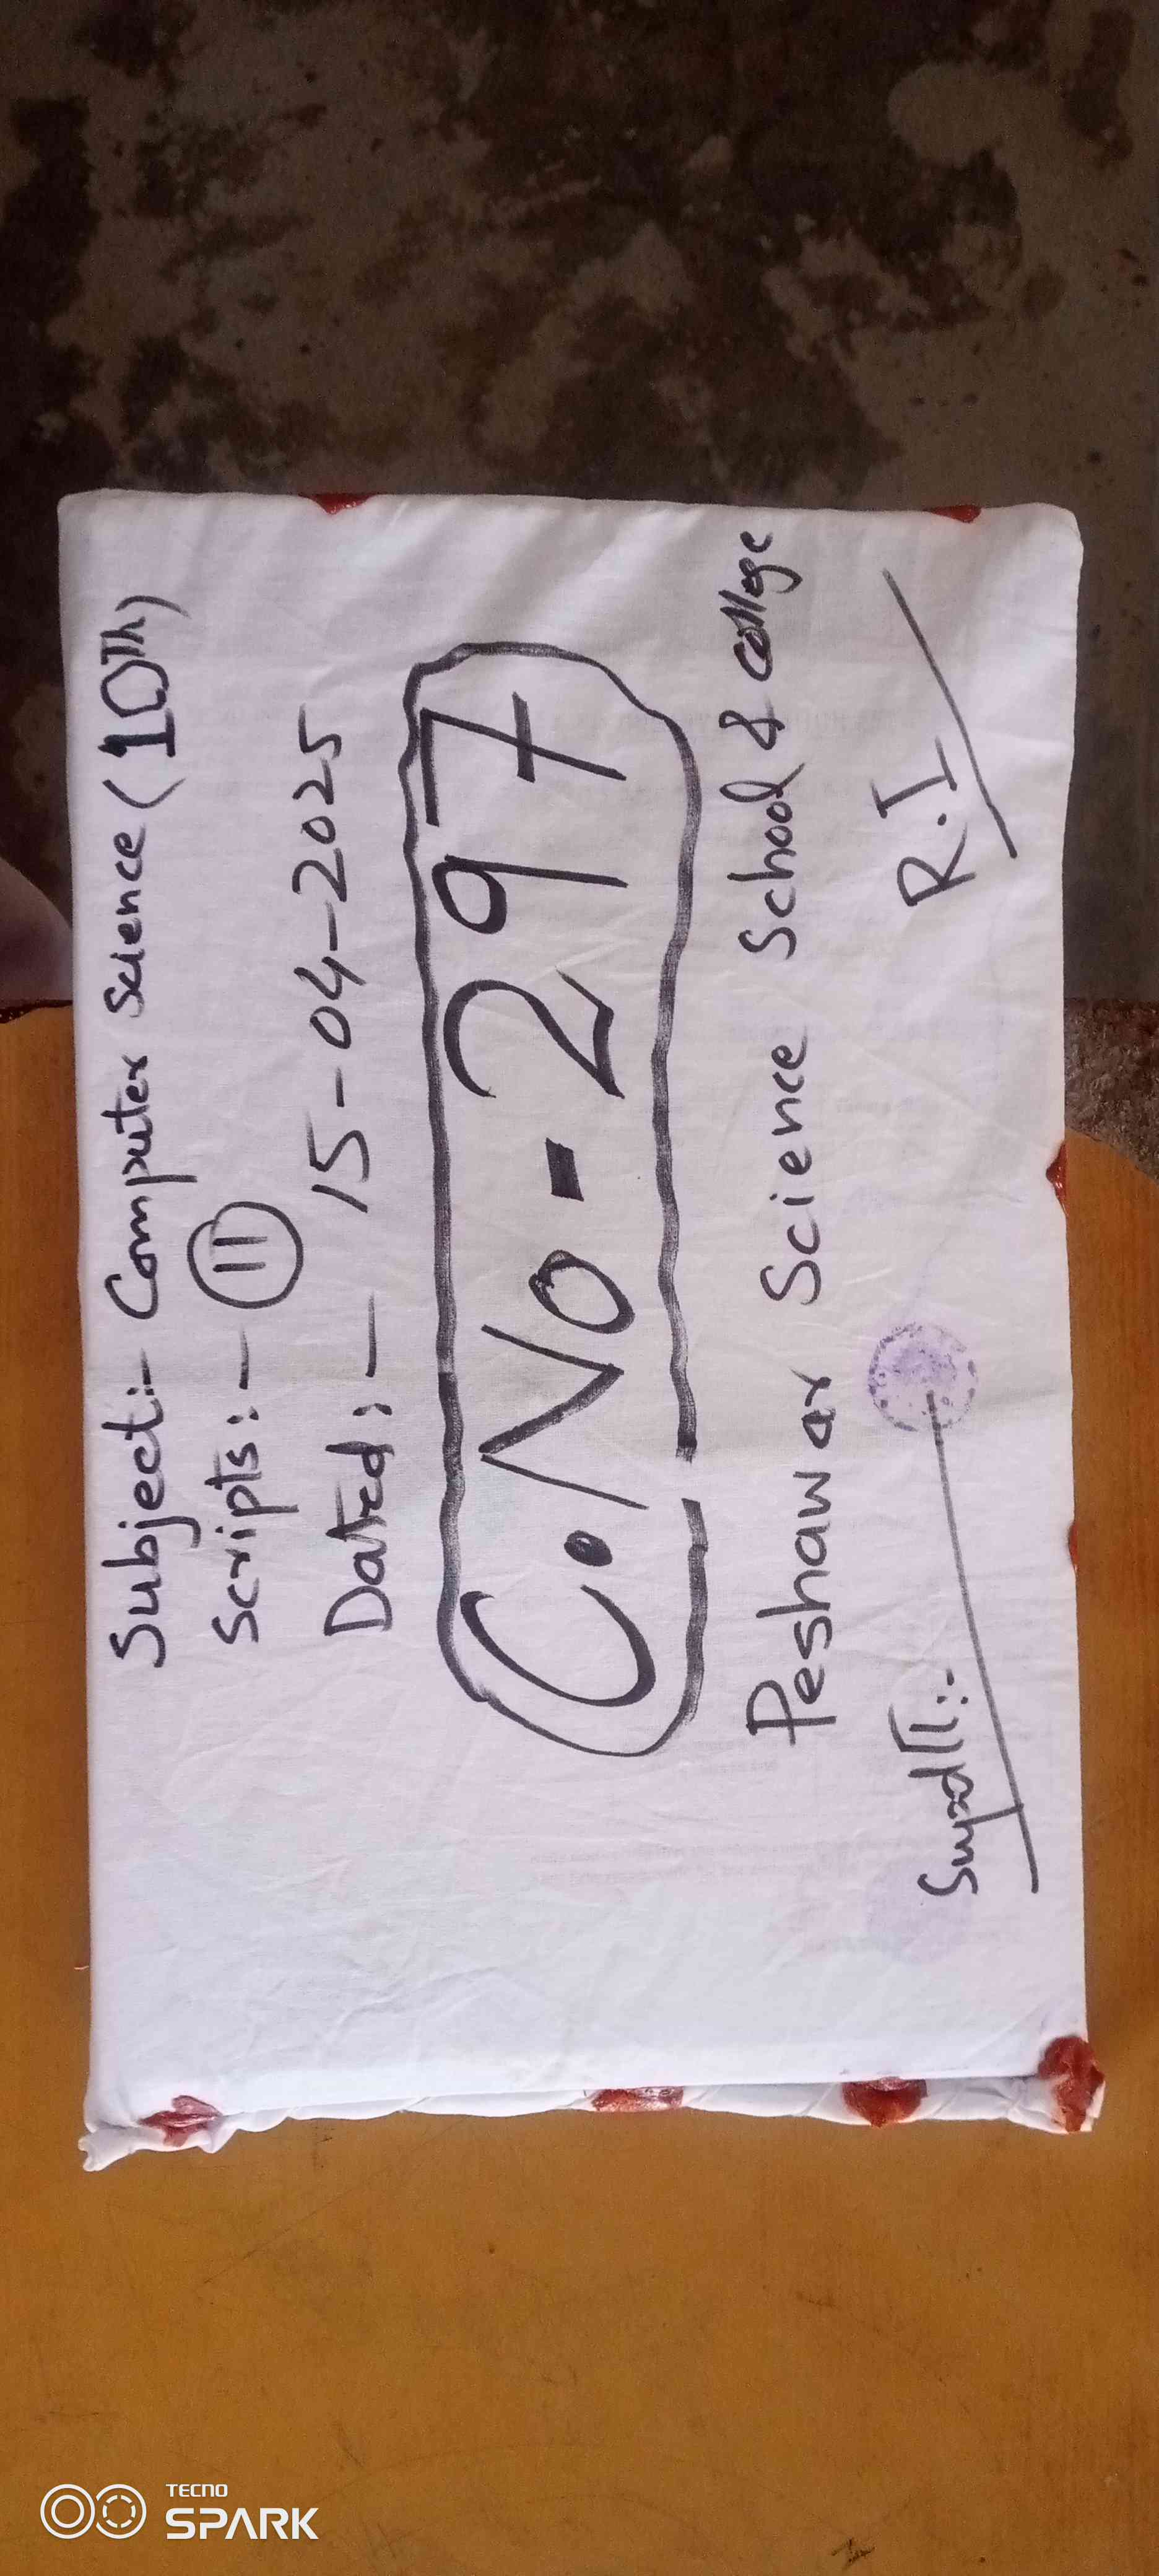 Subject:- Computer Science (10Th)
Scripts:- 11
Dated:- 15-04-2025
C.No-297
Peshawar Science School & College
Supdtt:-
R.I
TECNO
SPARK